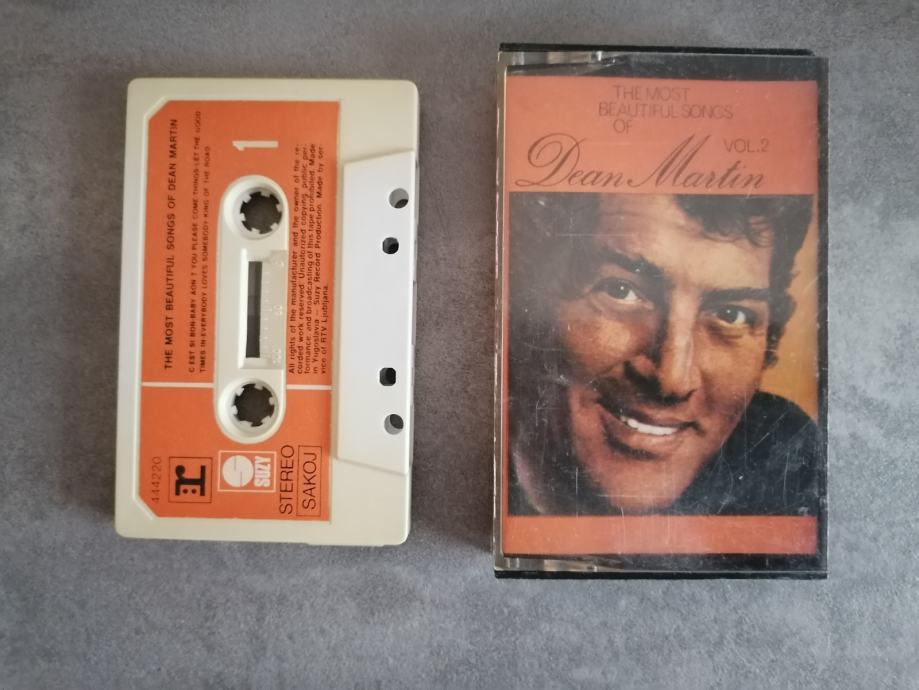 THE MOST BEAUTIFUL SONGS OF DEAN MARTIN
C EST SI BON·BABY AON T YOU PLEASE COME·THINGS·LET THE GOOD
TIMES IN·EVERYBODY LOVES SOMEBODY·KING OF THE ROAD
1
All rights of the manufacturer and the owner of the re-
corded work reserved. Unautorized copying, public per-
formance, and broadcasting of this tape prohibited. Made
in Yugoslavia – Suzy Record Production. Made by ser-
vice of RTV Ljubljana.
444220
r
SUZY
STEREO
SAKOJ
THE MOST
BEAUTIFUL SONGS
OF
VOL.2
Dean Martin